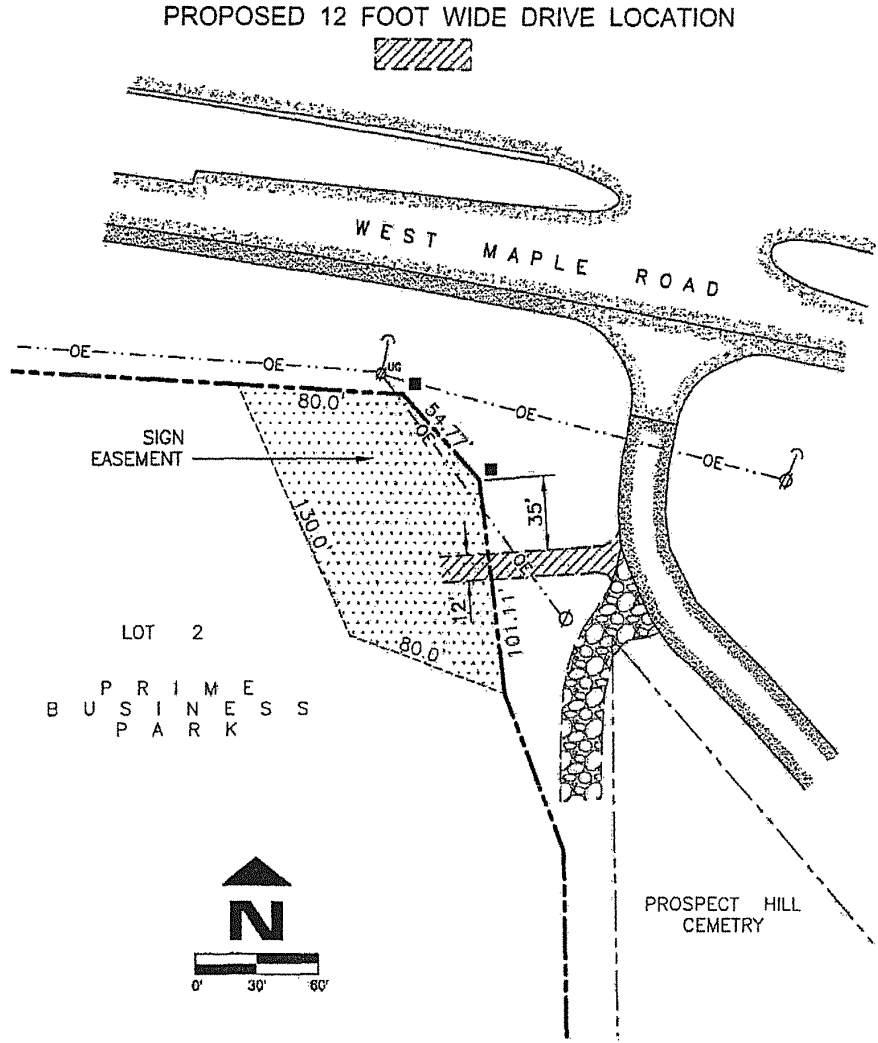 PROPOSED 12 FOOT WIDE DRIVE LOCATION
WEST MAPLE ROAD
OE
OE
UG
80.0'
54.77'
OE
OE
OE
SIGN
EASEMENT
35'
130.0'
OE
12'
101.11'
80.0'
LOT 2
PRIME
BUSINESS
PARK
PROSPECT HILL
CEMETRY
N
0' 30' 60'